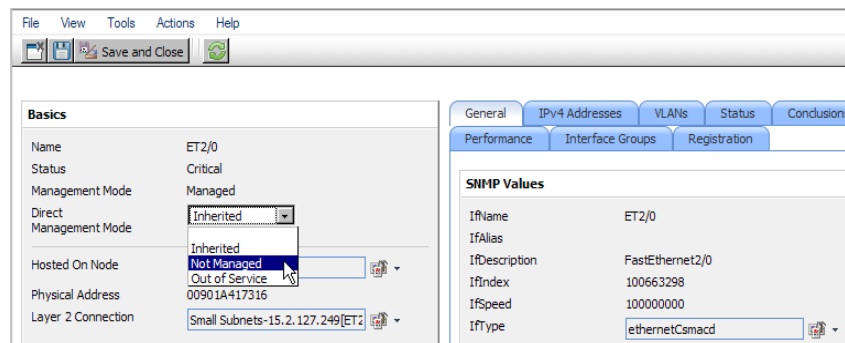 File View Tools Actions Help
Save and Close
Basics
Name ET2/0
Status Critical
Management Mode Managed
Direct
Management Mode Inherited
Inherited
Not Managed
Out of Service
Hosted On Node
Physical Address 00901A417316
Layer 2 Connection Small Subnets-15.2.127.249[ET2
General IPv4 Addresses VLANs Status Conclusions
Performance Interface Groups Registration
SNMP Values
IfName ET2/0
IfAlias
IfDescription FastEthernet2/0
IfIndex 100663298
IfSpeed 100000000
IfType ethernetCsmacd